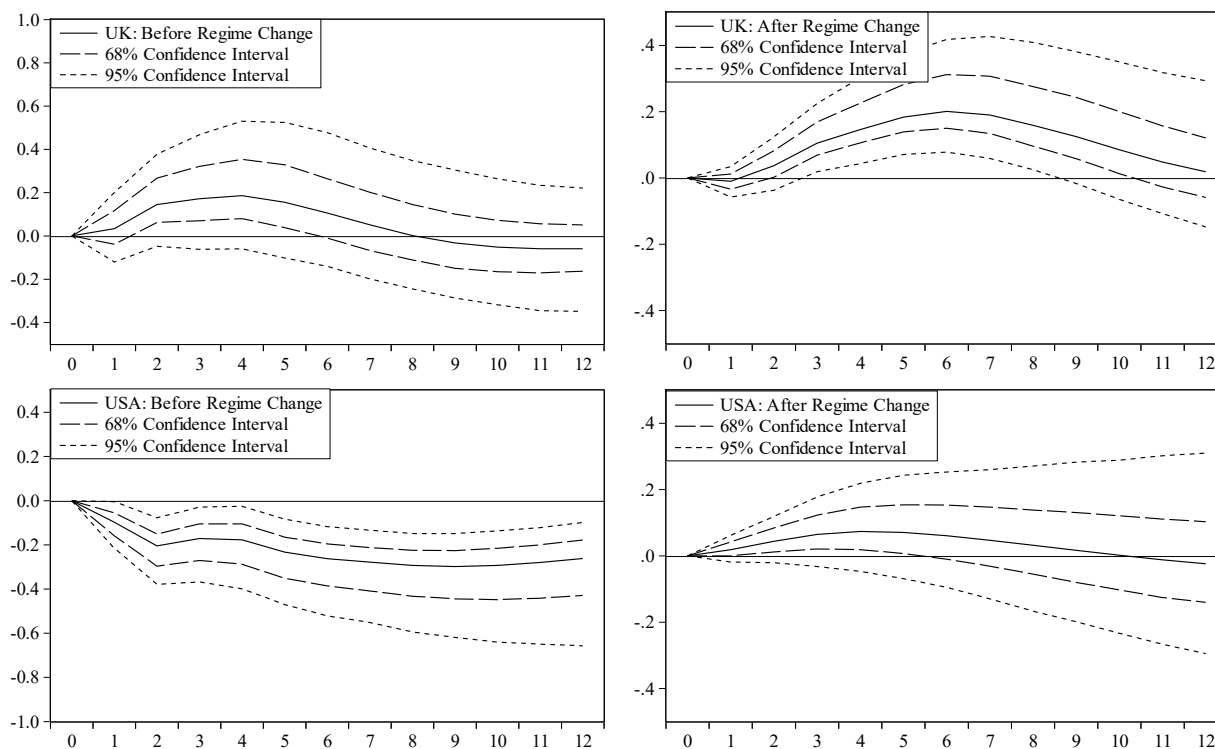 UK: Before Regime Change
68% Confidence Interval
95% Confidence Interval
1.0
0.8
0.6
0.4
0.2
0.0
-0.2
-0.4
0 1 2 3 4 5 6 7 8 9 10 11 12
UK: After Regime Change
68% Confidence Interval
95% Confidence Interval
.4
.2
.0
-.2
-.4
0 1 2 3 4 5 6 7 8 9 10 11 12
USA: Before Regime Change
68% Confidence Interval
95% Confidence Interval
0.4
0.2
0.0
-0.2
-0.4
-0.6
-0.8
-1.0
0 1 2 3 4 5 6 7 8 9 10 11 12
USA: After Regime Change
68% Confidence Interval
95% Confidence Interval
.4
.2
.0
-.2
-.4
0 1 2 3 4 5 6 7 8 9 10 11 12